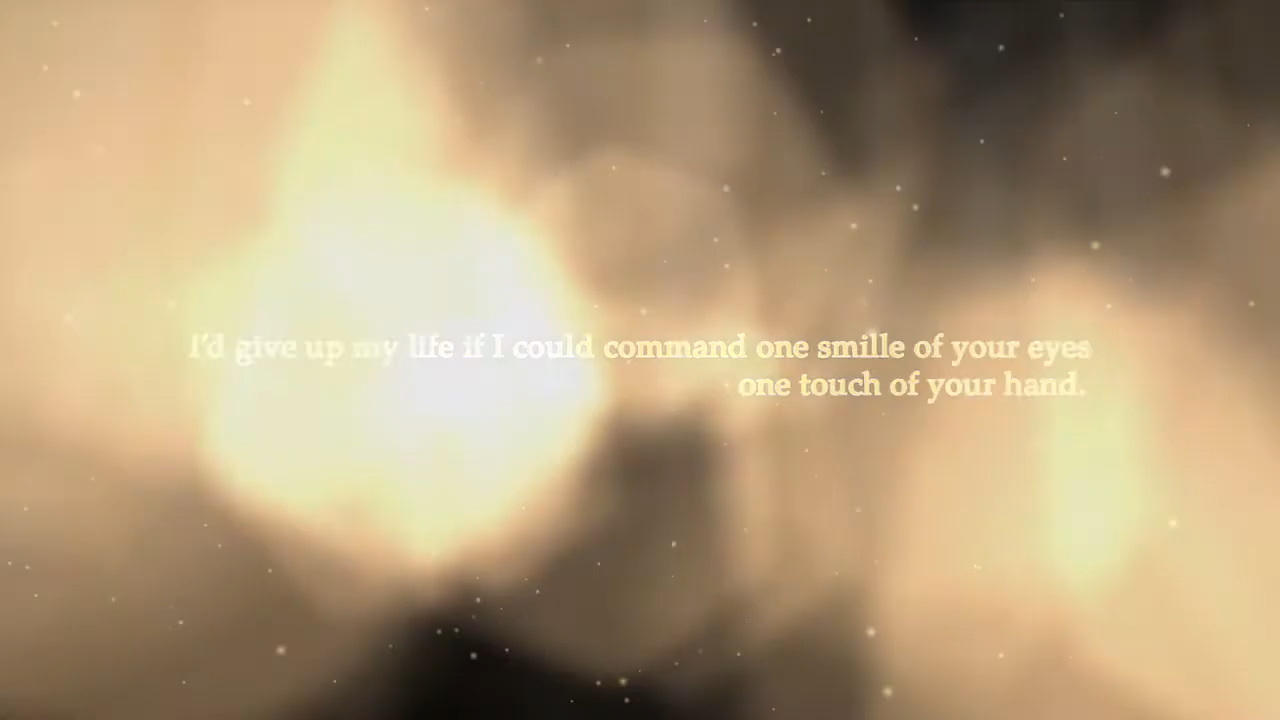 I'd give up my life if I could command one smille of your eyes
one touch of your hand.